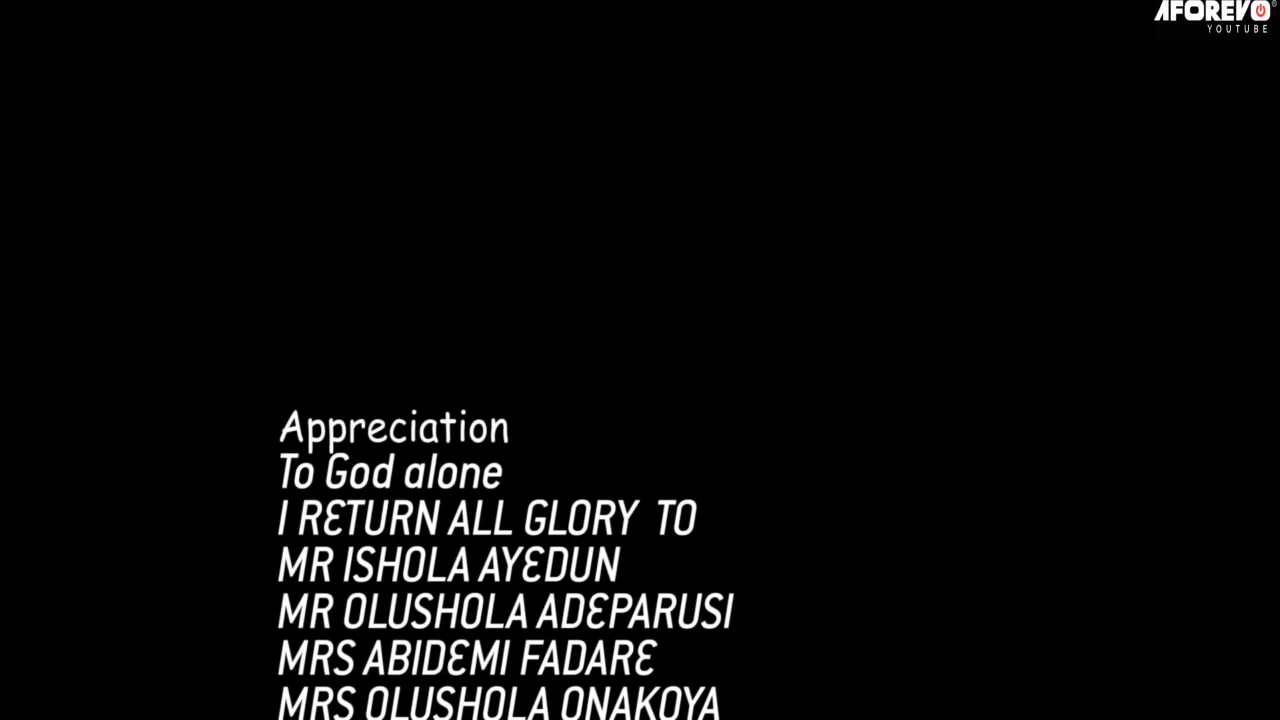 AFOREVO
YOUTUBE
Appreciation
To God alone
I RETURN ALL GLORY TO
MR ISHOLA AYEDUN
MR OLUSHOLA ADEPARUSI
MRS ABIDEMI FADARE
MRS OLUSHOLA ONAKOYA